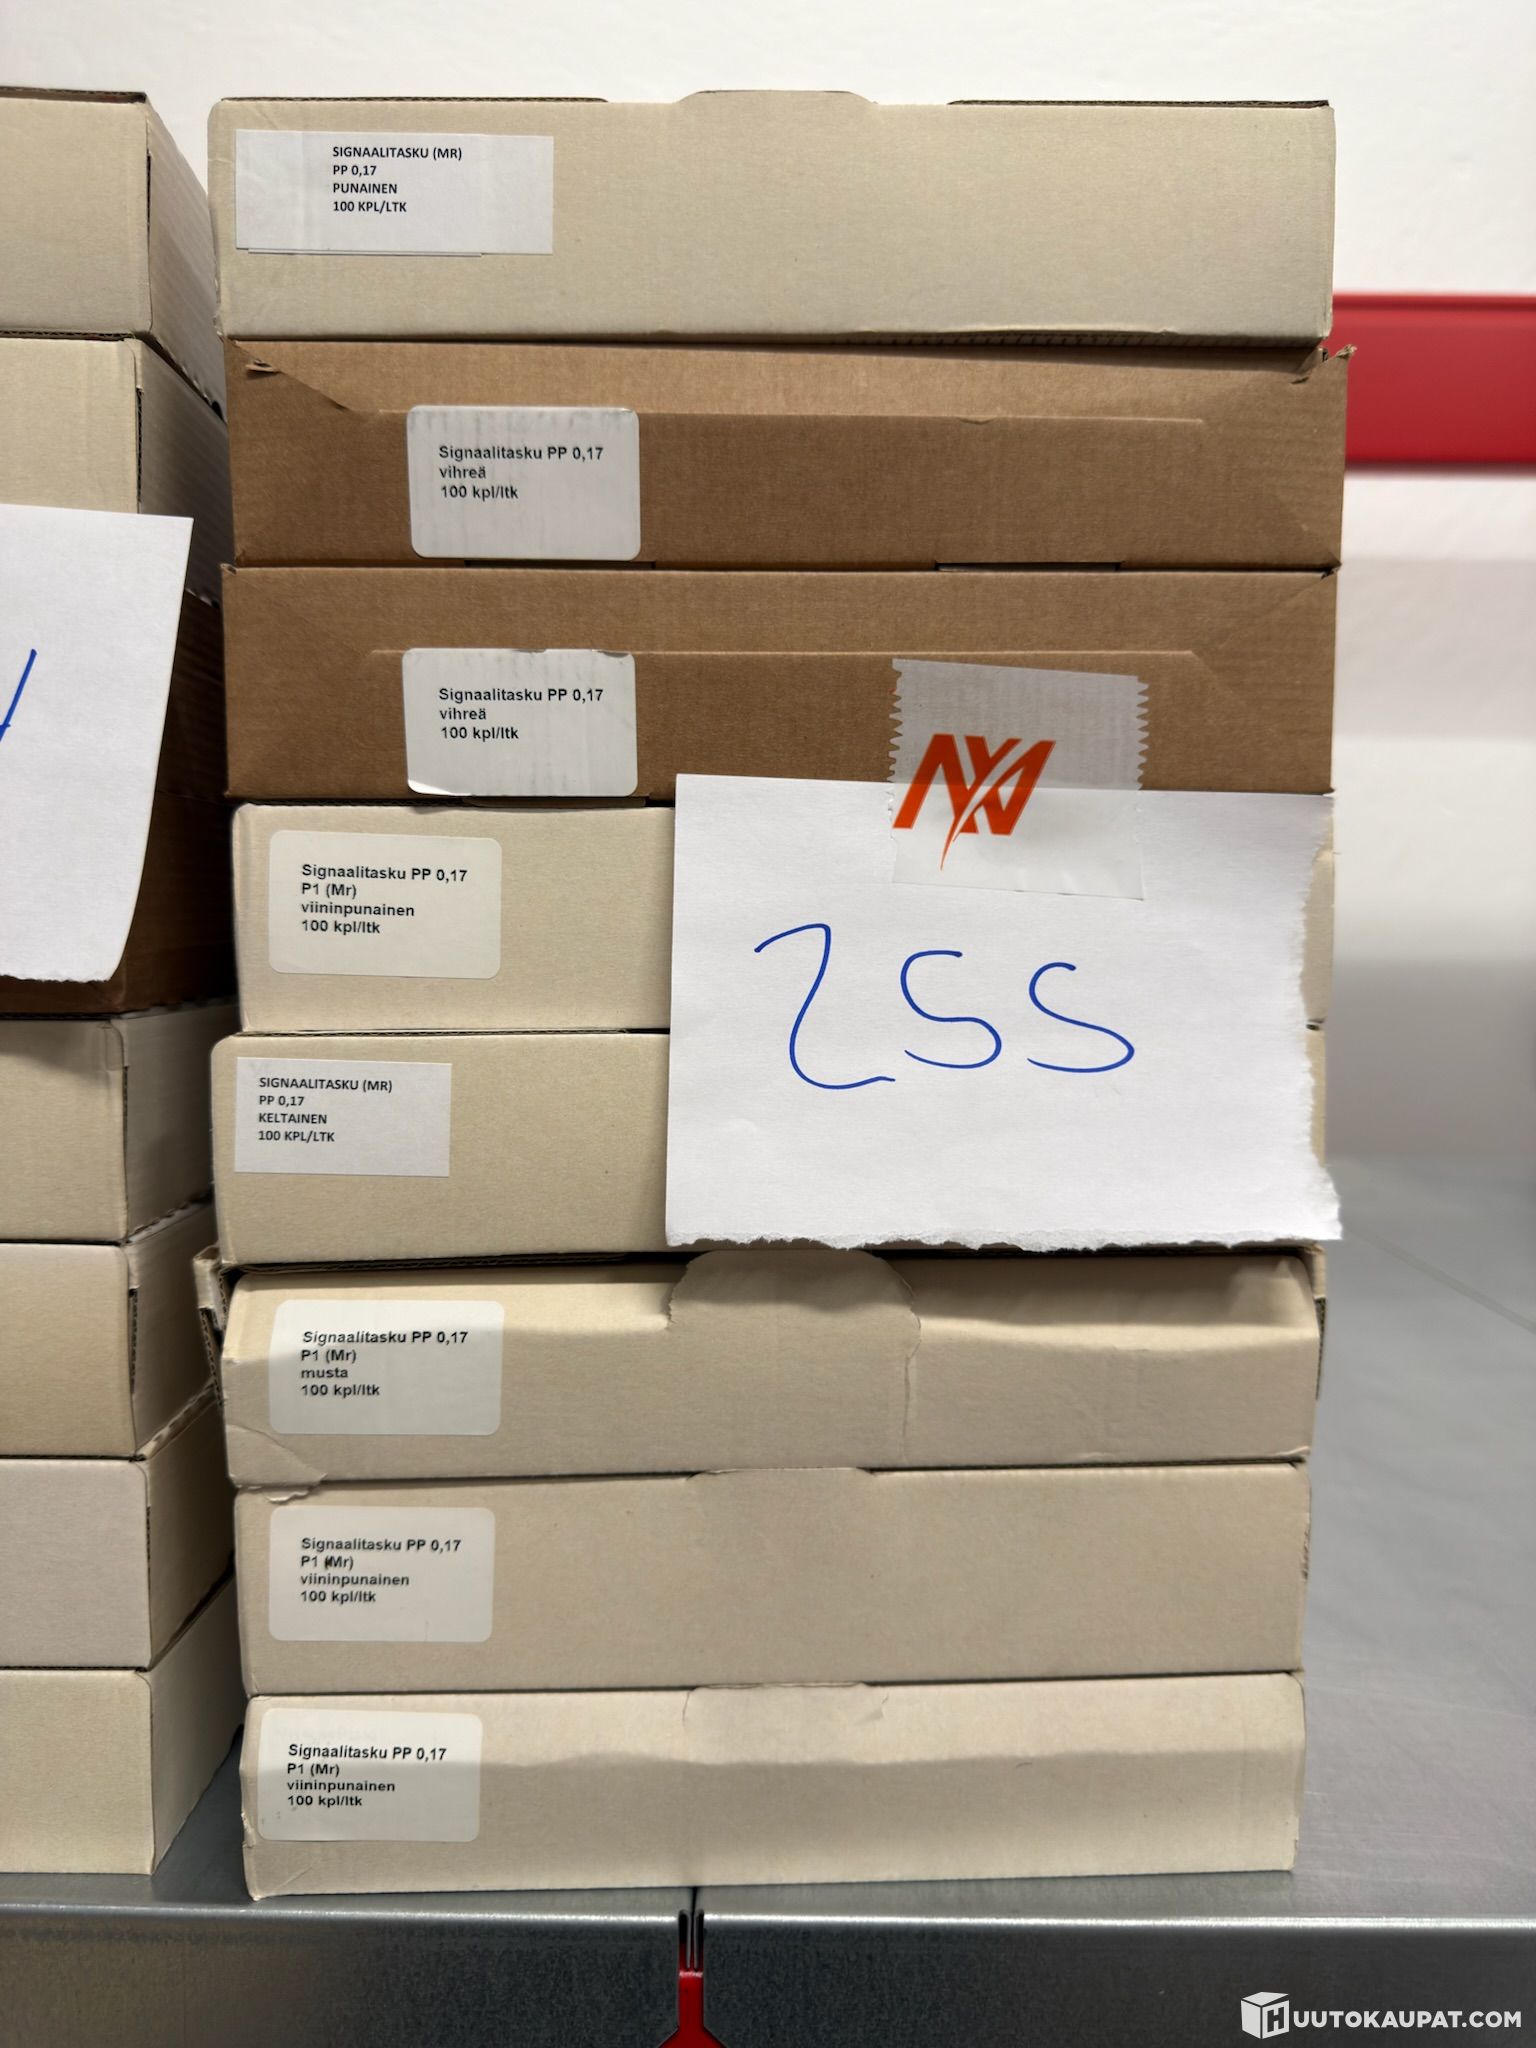 SIGNAALITASKU (MR)
PP 0,17
PUNAINEN
100 KPL/LTK
Signaalitasku PP 0,17
vihreä
100 kpl/ltk
Signaalitasku PP 0,17
vihreä
100 kpl/ltk
Signaalitasku PP 0,17
P1 (Mr)
viininpunainen
100 kpl/ltk
255
SIGNAALITASKU (MR)
PP 0,17
KELTAINEN
100 KPL/LTK
Signaalitasku PP 0,17
P1 (Mr)
musta
100 kpl/ltk
Signaalitasku PP 0,17
P1 (Mr)
viininpunainen
100 kpl/ltk
Signaalitasku PP 0,17
P1 (Mr)
viininpunainen
100 kpl/ltk
HUUTOKAUPAT.COM